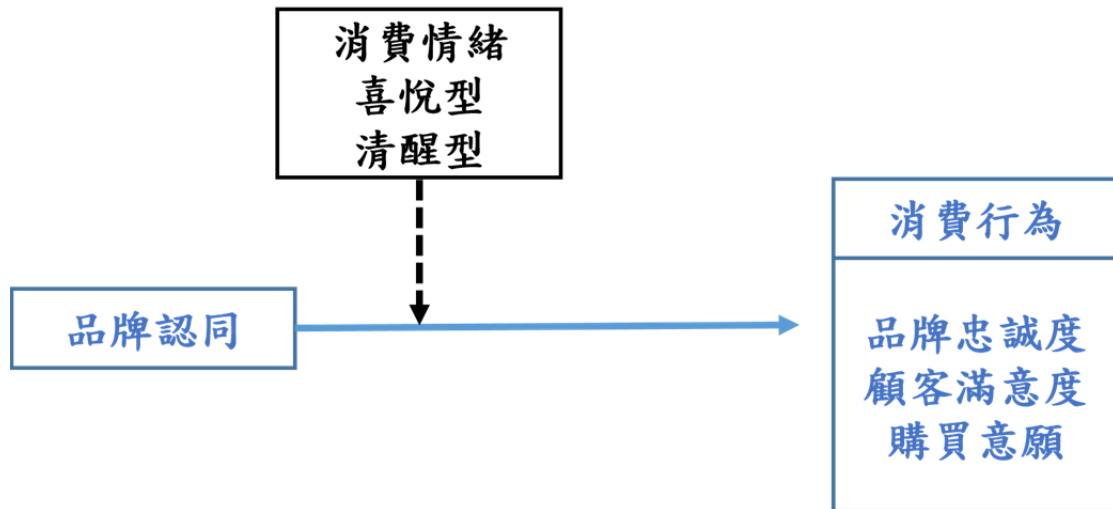 消費情緒
喜悅型
清醒型
消費行為
品牌認同
品牌忠誠度
顧客滿意度
購買意願